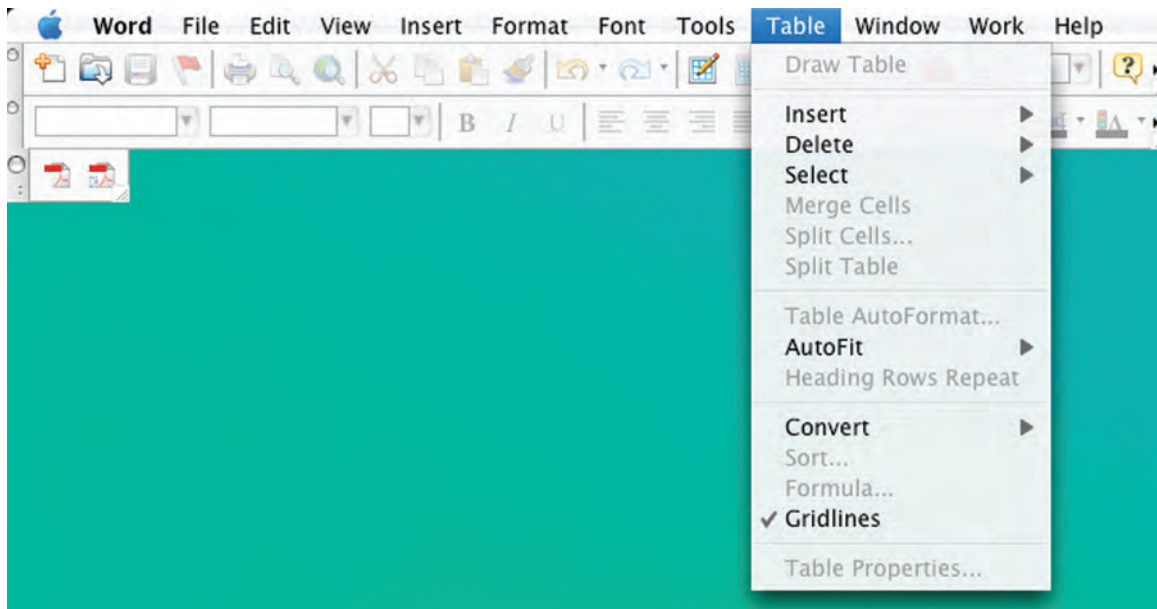 Word File Edit View Insert Format Font Tools Table Window Work Help
Draw Table
B I U
Insert
Delete
Select
Merge Cells
Split Cells...
Split Table
Table AutoFormat...
AutoFit
Heading Rows Repeat
Convert
Sort...
Formula...
Gridlines
Table Properties...